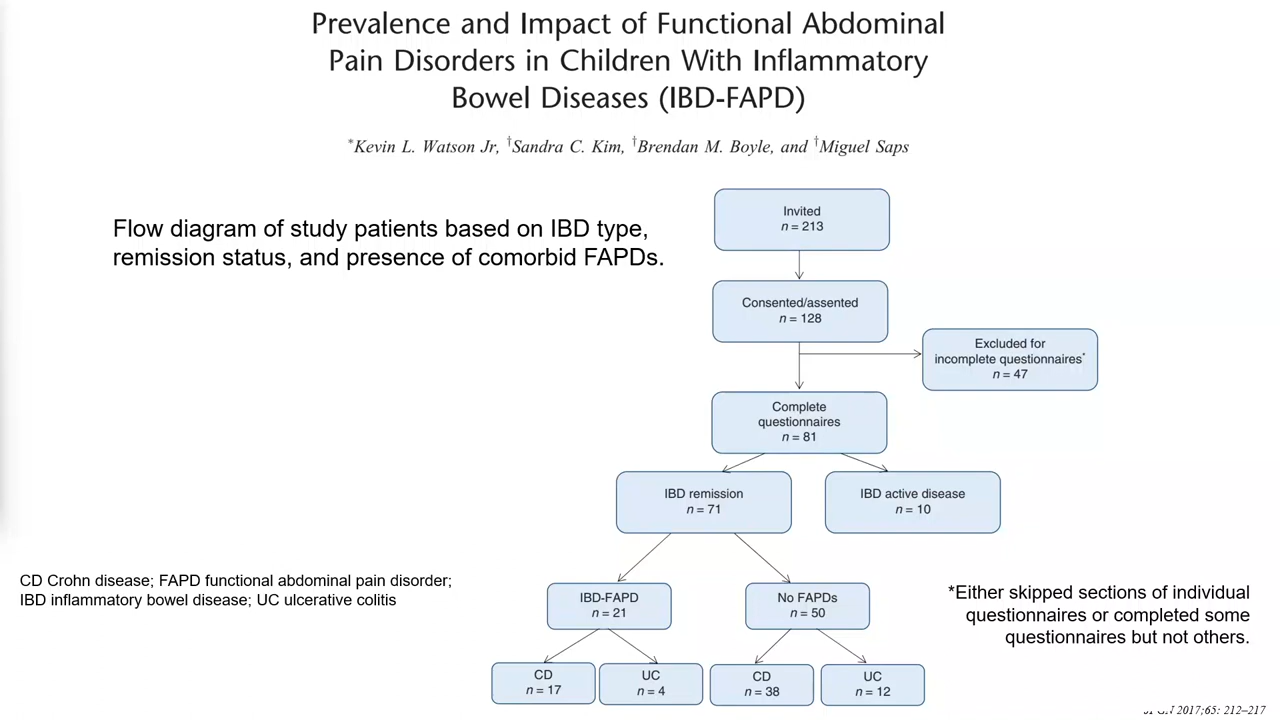 Prevalence and Impact of Functional Abdominal
Pain Disorders in Children With Inflammatory
Bowel Diseases (IBD-FAPD)
*Kevin L. Watson Jr, †Sandra C. Kim, †Brendan M. Boyle, and †Miguel Saps
Flow diagram of study patients based on IBD type,
remission status, and presence of comorbid FAPDs.
Invited
n = 213
Consented/assented
n = 128
Excluded for
incomplete questionnaires*
n = 47
Complete
questionnaires
n = 81
IBD remission
n = 71
IBD active disease
n = 10
IBD-FAPD
n = 21
No FAPDs
n = 50
CD
n = 17
UC
n = 4
CD
n = 38
UC
n = 12
CD Crohn disease; FAPD functional abdominal pain disorder;
IBD inflammatory bowel disease; UC ulcerative colitis
*Either skipped sections of individual
questionnaires or completed some
questionnaires but not others.
2017;65: 212–217